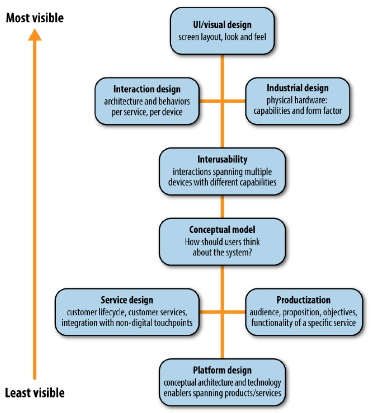 Most visible
UI/visual design
screen layout, look and feel
Interaction design
architecture and behaviors
per service, per device
Industrial design
physical hardware:
capabilities and form factor
Interusability
interactions spanning multiple
devices with different capabilities
Conceptual model
How should users think
about the system?
Service design
customer lifecycle, customer services,
integration with non-digital touchpoints
Productization
audience, proposition, objectives,
functionality of a specific service
Platform design
conceptual architecture and technology
enablers spanning products/services
Least visible